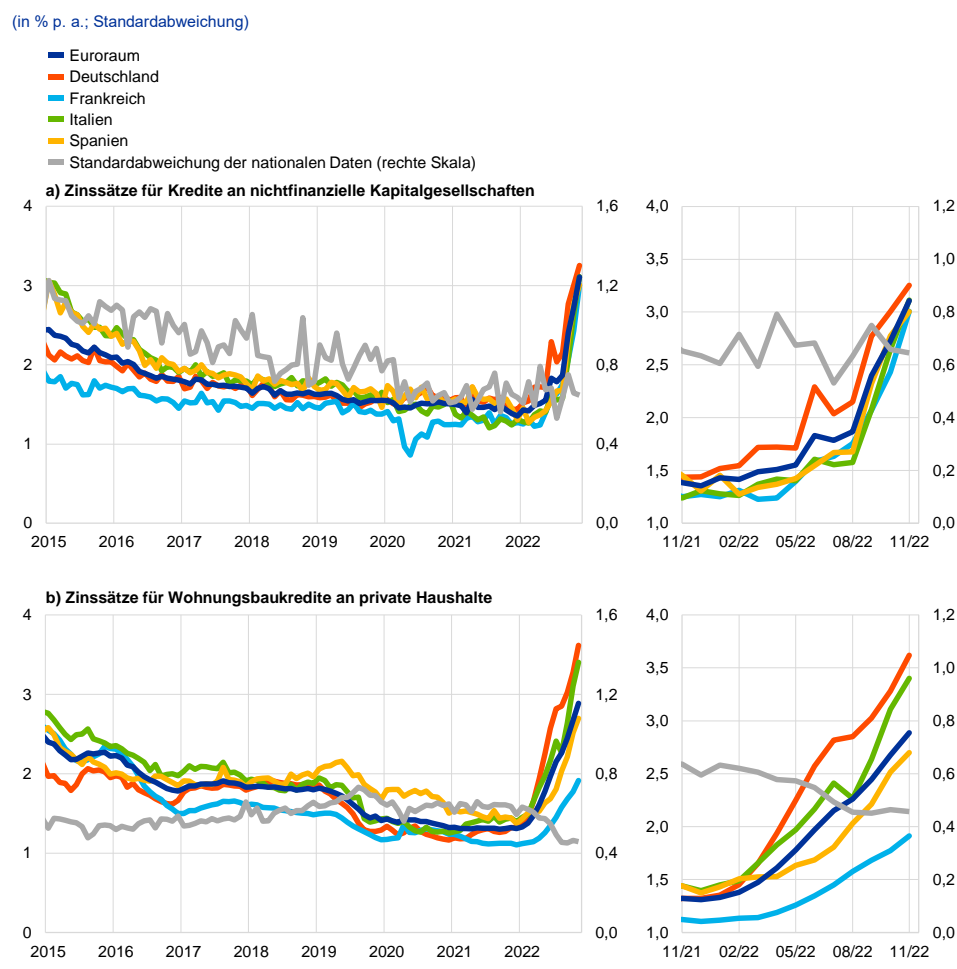 (in % p. a.; Standardabweichung)
Euroraum
Deutschland
Frankreich
Italien
Spanien
Standardabweichung der nationalen Daten (rechte Skala)
a) Zinssätze für Kredite an nichtfinanzielle Kapitalgesellschaften
4 1,6 4,0 1,2
3,5 1,0
3 1,2 3,0 0,8
2 0,8 2,5 0,6
2,0 0,4
1 0,4 1,5 0,2
0 0,0 1,0 0,0
2015 2016 2017 2018 2019 2020 2021 2022 11/21 02/22 05/22 08/22 11/22
b) Zinssätze für Wohnungsbaukredite an private Haushalte
4 1,6 4,0 1,2
3,5 1,0
3 1,2 3,0 0,8
2 0,8 2,5 0,6
2,0 0,4
1 0,4 1,5 0,2
0 0,0 1,0 0,0
2015 2016 2017 2018 2019 2020 2021 2022 11/21 02/22 05/22 08/22 11/22